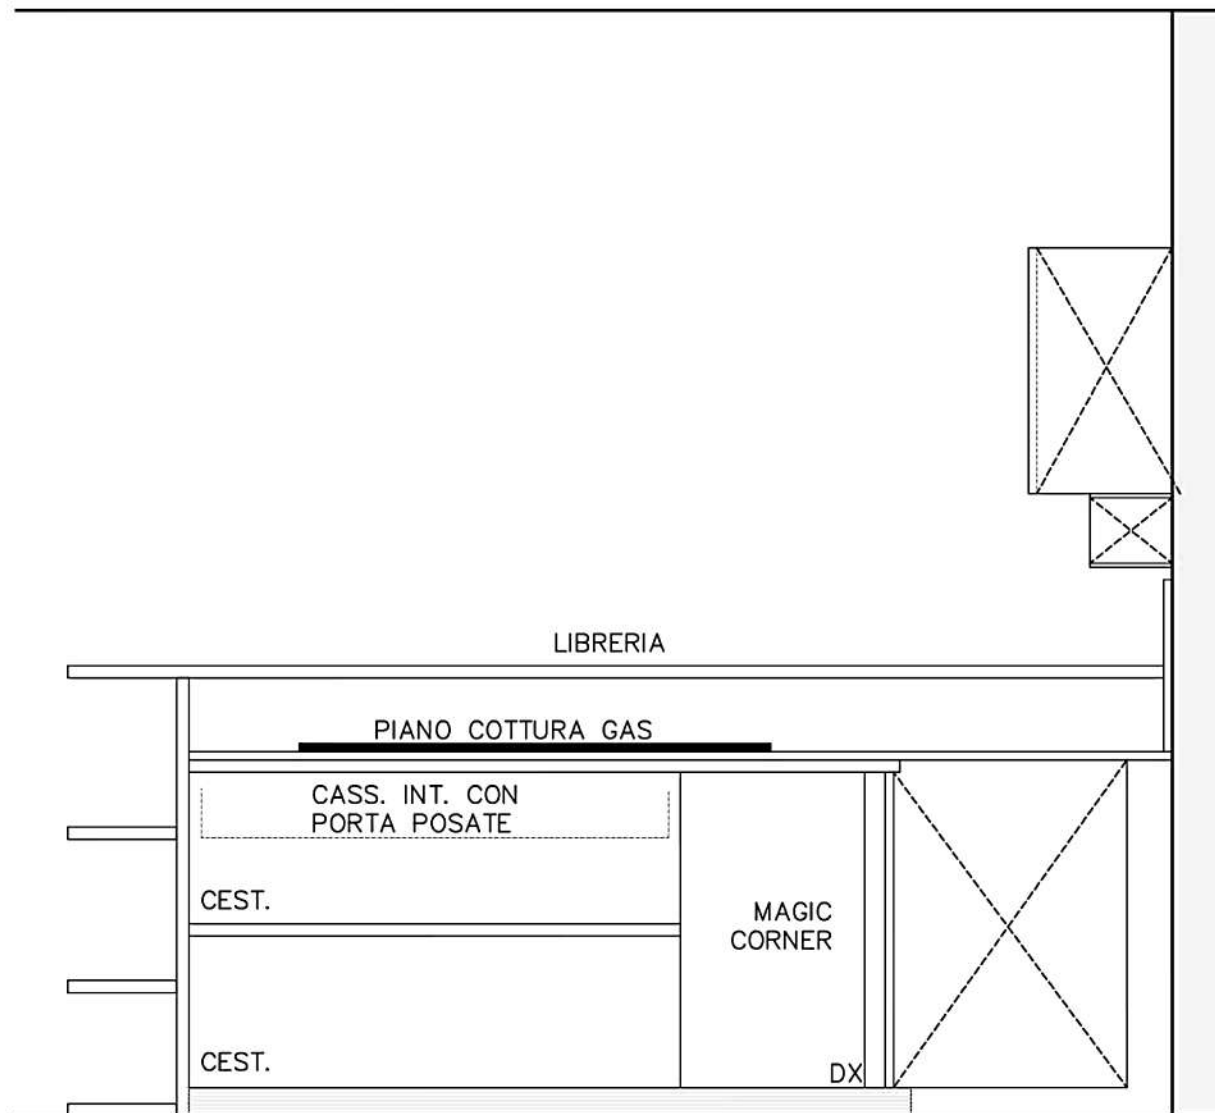 LIBRERIA
PIANO COTTURA GAS
CASS. INT. CON
PORTA POSATE
CEST.
MAGIC
CORNER
CEST.
DX